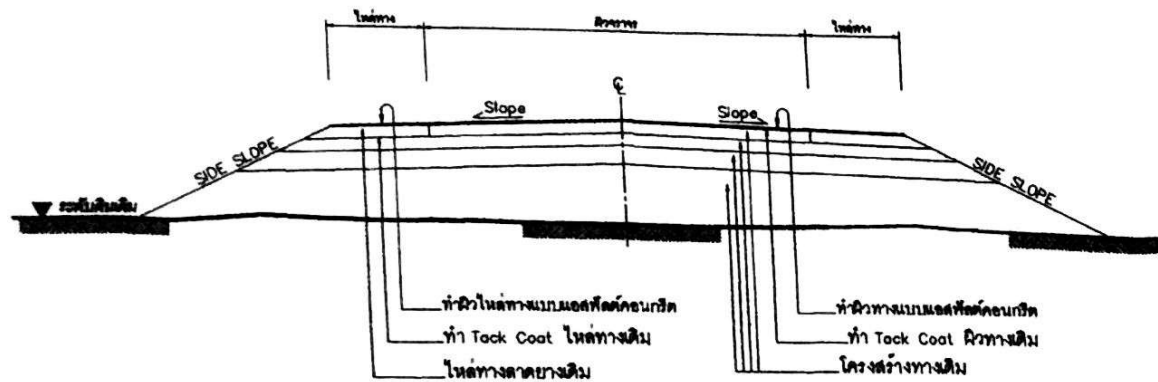 ไหล่ทาง ผิวจราจร ไหล่ทาง
℄
Slope Slope
SIDE SLOPE SIDE SLOPE
ระดับดินเดิม
ทำผิวไหล่ทางแบบแอสฟัลต์คอนกรีต ทำผิวทางแบบแอสฟัลต์คอนกรีต
ทำ Tack Coat ไหล่ทางเดิม ทำ Tack Coat ผิวทางเดิม
ไหล่ทางลาดยางเดิม โครงสร้างทางเดิม